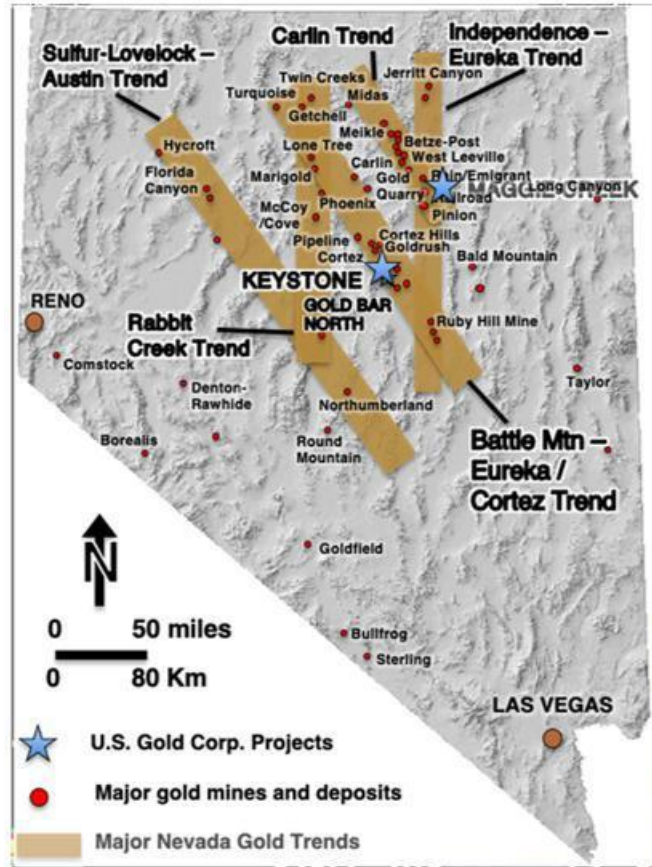 Carlin Trend
Independence –
Eureka Trend
Sulfur-Lovelock –
Austin Trend
Twin Creeks
Jerritt Canyon
Turquoise
Midas
Getchell
Meikle
Hycroft
Lone Tree
Betze-Post
West Leeville
Florida
Canyon
Marigold
Carlin
Gold
Quarry
/Emigrant
MAGGIE CREEK
Long Canyon
McCoy
/Cove
Phoenix
Railroad
Pinion
Pipeline
Cortez Hills
Goldrush
Cortez
Bald Mountain
KEYSTONE
GOLD BAR
NORTH
RENO
Rabbit
Creek Trend
Ruby Hill Mine
Comstock
Taylor
Denton-
Rawhide
Northumberland
Borealis
Round
Mountain
Battle Mtn –
Eureka /
Cortez Trend
N
Goldfield
0 50 miles
0 80 Km
Bullfrog
Sterling
LAS VEGAS
U.S. Gold Corp. Projects
Major gold mines and deposits
Major Nevada Gold Trends